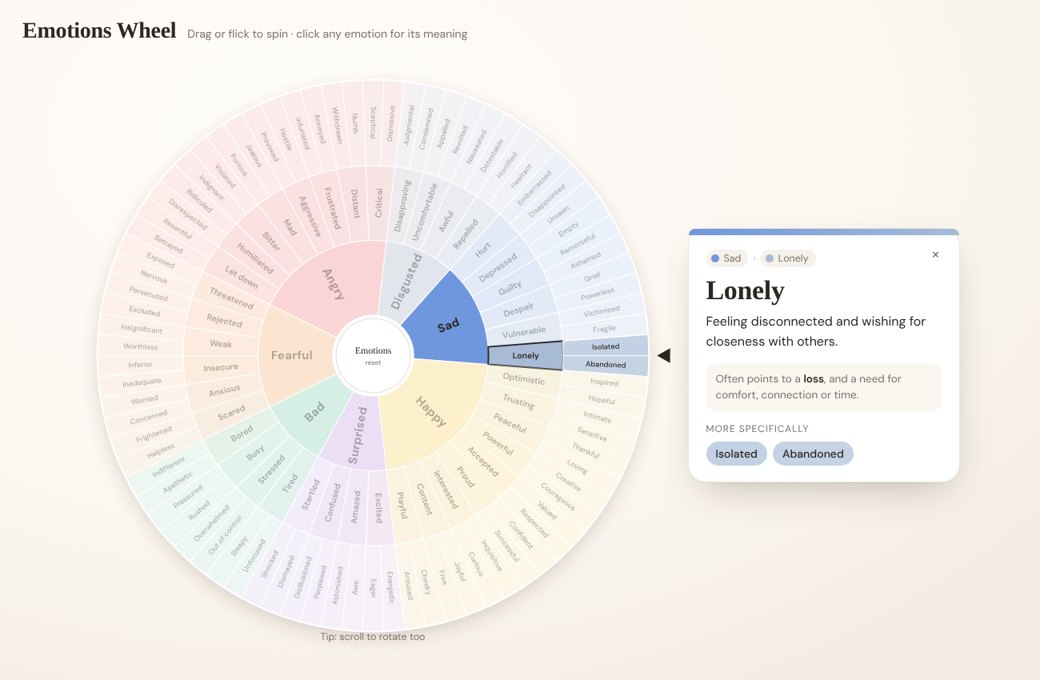 Emotions Wheel
Drag or flick to spin · click any emotion for its meaning
Angry
Disgusted
Sad
Happy
Surprised
Bad
Fearful
Emotions
reset
Let down
Humiliated
Bitter
Mad
Aggressive
Frustrated
Distant
Critical
Disapproving
Uncomfortable
Awful
Repelled
Hurt
Depressed
Guilty
Despair
Vulnerable
Lonely
Optimistic
Trusting
Peaceful
Powerful
Accepted
Proud
Interested
Content
Playful
Excited
Amazed
Confused
Startled
Tired
Stressed
Busy
Bored
Scared
Anxious
Insecure
Weak
Rejected
Threatened
Betrayed
Resentful
Disrespected
Ridiculed
Indignant
Violated
Furious
Jealous
Provoked
Hostile
Infuriated
Annoyed
Withdrawn
Numb
Sceptical
Dismissive
Judgmental
Condemned
Appalled
Revolted
Nauseated
Detestable
Horrified
Hesitant
Embarrassed
Disappointed
Unseen
Empty
Remorseful
Ashamed
Grief
Powerless
Victimised
Fragile
Isolated
Abandoned
Inspired
Hopeful
Intimate
Sensitive
Thankful
Loving
Creative
Courageous
Valued
Respected
Confident
Successful
Inquisitive
Curious
Joyful
Free
Cheeky
Aroused
Energetic
Eager
Awe
Astonished
Perplexed
Disillusioned
Dismayed
Shocked
Unfocused
Sleepy
Out of control
Overwhelmed
Rushed
Pressured
Apathetic
Indifferent
Helpless
Frightened
Concerned
Worried
Inadequate
Inferior
Worthless
Insignificant
Excluded
Persecuted
Nervous
Exposed
Tip: scroll to rotate too
Sad › Lonely
×
Lonely
Feeling disconnected and wishing for
closeness with others.
Often points to a loss, and a need for
comfort, connection or time.
MORE SPECIFICALLY
Isolated
Abandoned